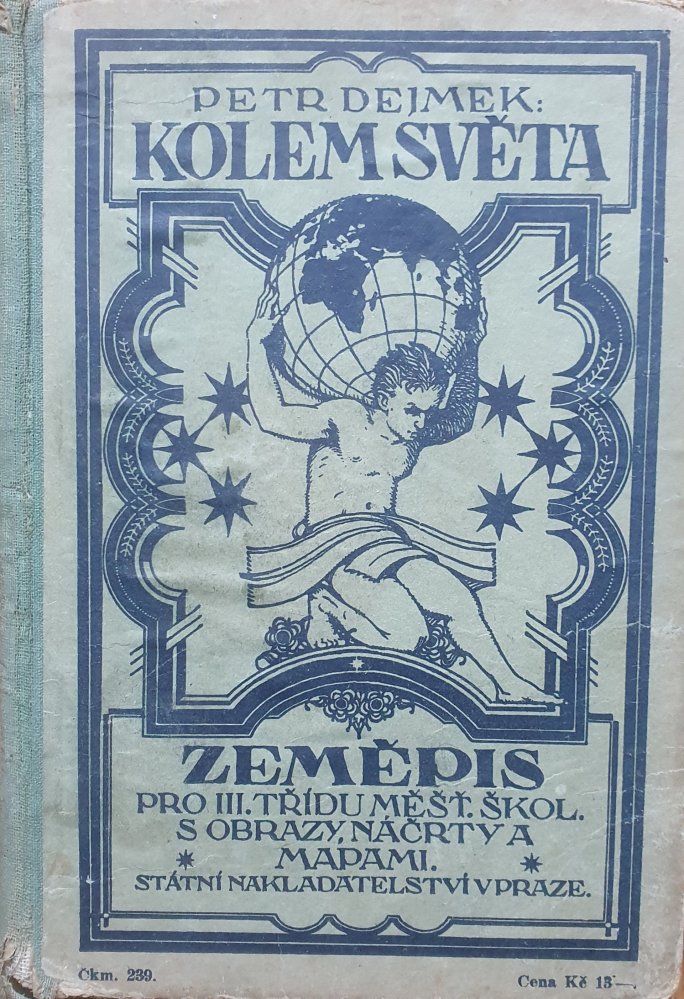 PETR DEJMEK:
KOLEM SVĚTA
ZEMĚPIS
PRO III. TŘÍDU MĚŠŤ. ŠKOL.
S OBRAZY, NÁČRTY A
MAPAMI.
STÁTNÍ NAKLADATELSTVÍ V PRAZE.
Čkm. 239.
Cena Kč 13·—.